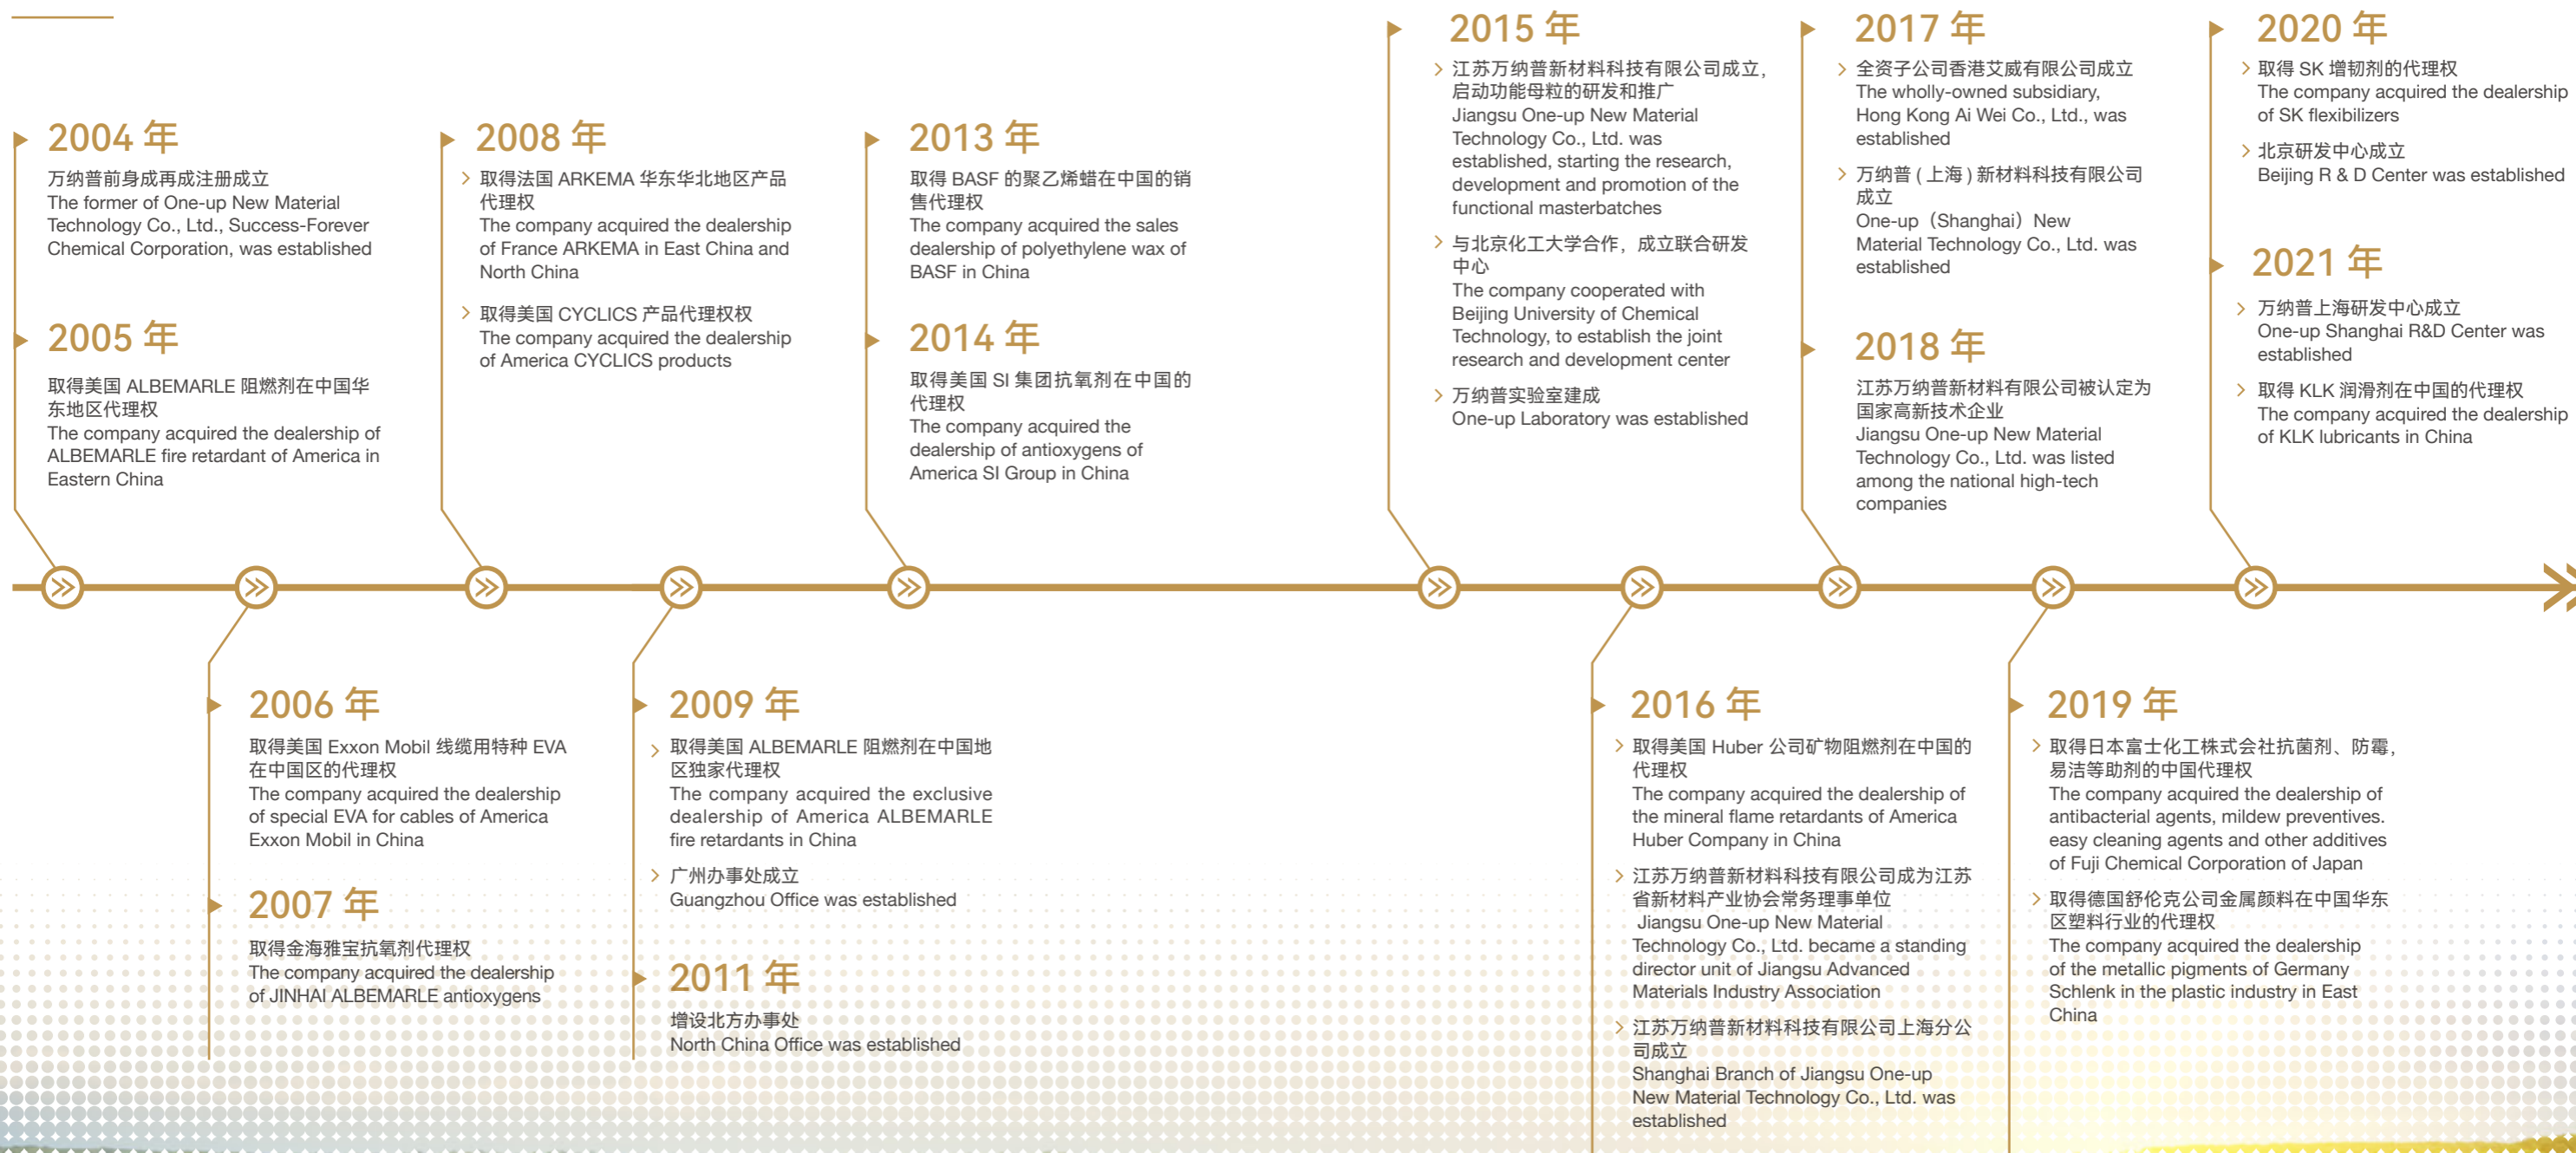 2004 年
万纳普前身成再成注册成立
The former of One-up New Material
Technology Co., Ltd., Success-Forever
Chemical Corporation, was established
2005 年
取得美国 ALBEMARLE 阻燃剂在中国华
东地区代理权
The company acquired the dealership of
ALBEMARLE fire retardant of America in
Eastern China
2006 年
取得美国 Exxon Mobil 线缆用特种 EVA
在中国区的代理权
The company acquired the dealership
of special EVA for cables of America
Exxon Mobil in China
2007 年
取得金海雅宝抗氧剂代理权
The company acquired the dealership
of JINHAI ALBEMARLE antioxygens
2008 年
取得法国 ARKEMA 华东华北地区产品
代理权
The company acquired the dealership
of France ARKEMA in East China and
North China
取得美国 CYCLICS 产品代理权权
The company acquired the dealership
of America CYCLICS products
2009 年
取得美国 ALBEMARLE 阻燃剂在中国地
区独家代理权
The company acquired the exclusive
dealership of America ALBEMARLE
fire retardants in China
广州办事处成立
Guangzhou Office was established
2011 年
增设北方办事处
North China Office was established
2013 年
取得 BASF 的聚乙烯蜡在中国的销
售代理权
The company acquired the sales
dealership of polyethylene wax of
BASF in China
2014 年
取得美国 SI 集团抗氧剂在中国的
代理权
The company acquired the
dealership of antioxygens of
America SI Group in China
2015 年
江苏万纳普新材料科技有限公司成立，
启动功能母粒的研发和推广
Jiangsu One-up New Material
Technology Co., Ltd. was
established, starting the research,
development and promotion of the
functional masterbatches
与北京化工大学合作，成立联合研发
中心
The company cooperated with
Beijing University of Chemical
Technology, to establish the joint
research and development center
万纳普实验室建成
One-up Laboratory was established
2016 年
取得美国 Huber 公司矿物阻燃剂在中国的
代理权
The company acquired the dealership of
the mineral flame retardants of America
Huber Company in China
江苏万纳普新材料科技有限公司成为江苏
省新材料产业协会常务理事单位
Jiangsu One-up New Material
Technology Co., Ltd. became a standing
director unit of Jiangsu Advanced
Materials Industry Association
江苏万纳普新材料科技有限公司上海分公
司成立
Shanghai Branch of Jiangsu One-up
New Material Technology Co., Ltd. was
established
2017 年
全资子公司香港艾威有限公司成立
The wholly-owned subsidiary,
Hong Kong Ai Wei Co., Ltd., was
established
万纳普 ( 上海 ) 新材料科技有限公司
成立
One-up（Shanghai）New
Material Technology Co., Ltd. was
established
2018 年
江苏万纳普新材料有限公司被认定为
国家高新技术企业
Jiangsu One-up New Material
Technology Co., Ltd. was listed
among the national high-tech
companies
2019 年
取得日本富士化工株式会社抗菌剂、防霉，
易洁等助剂的中国代理权
The company acquired the dealership of
antibacterial agents, mildew preventives.
easy cleaning agents and other additives
of Fuji Chemical Corporation of Japan
取得德国舒伦克公司金属颜料在中国华东
区塑料行业的代理权
The company acquired the dealership
of the metallic pigments of Germany
Schlenk in the plastic industry in East
China
2020 年
取得 SK 增韧剂的代理权
The company acquired the dealership
of SK flexibilizers
北京研发中心成立
Beijing R & D Center was established
2021 年
万纳普上海研发中心成立
One-up Shanghai R&D Center was
established
取得 KLK 润滑剂在中国的代理权
The company acquired the dealership
of KLK lubricants in China